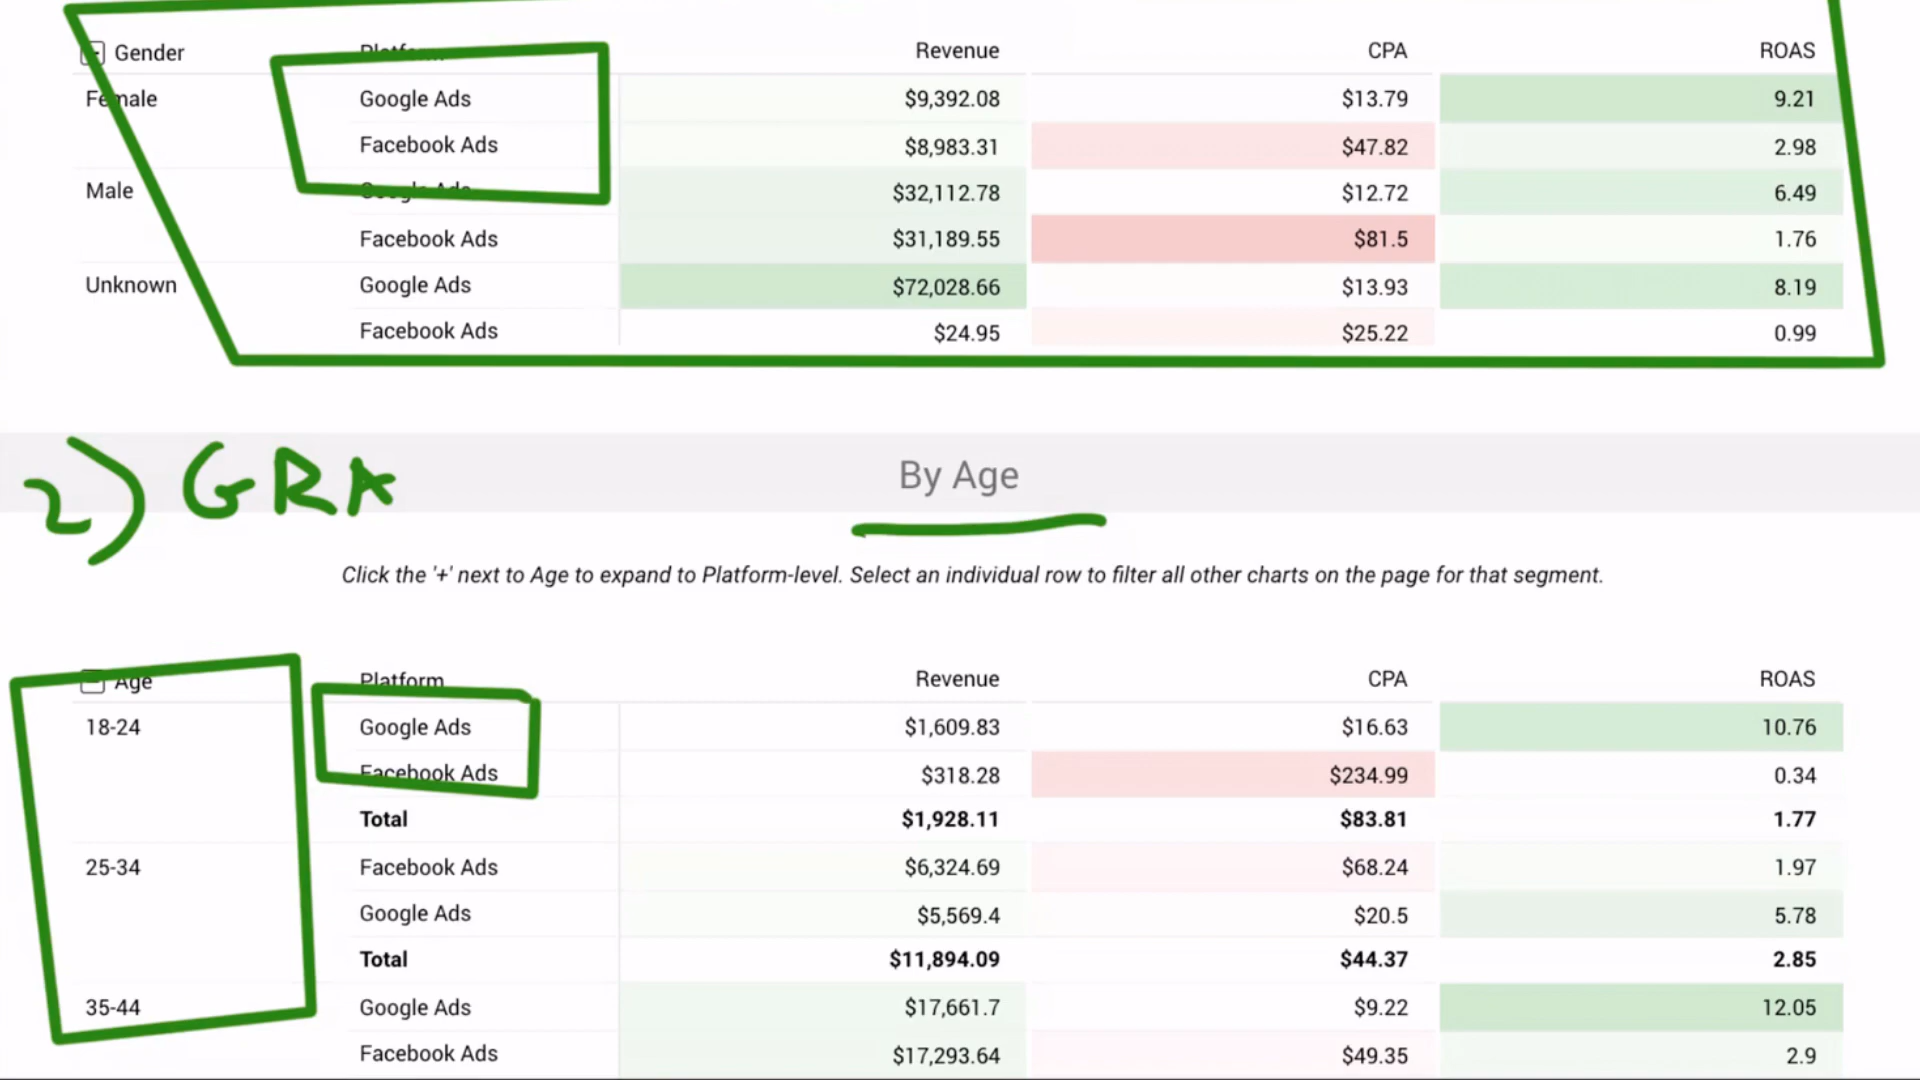 Gender Platform Revenue CPA ROAS
Female Google Ads $9,392.08 $13.79 9.21
Facebook Ads $8,983.31 $47.82 2.98
Male Google Ads $32,112.78 $12.72 6.49
Facebook Ads $31,189.55 $81.5 1.76
Unknown Google Ads $72,028.66 $13.93 8.19
Facebook Ads $24.95 $25.22 0.99
2) GRA
By Age
Click the '+' next to Age to expand to Platform-level. Select an individual row to filter all other charts on the page for that segment.
Age Platform Revenue CPA ROAS
18-24 Google Ads $1,609.83 $16.63 10.76
Facebook Ads $318.28 $234.99 0.34
Total $1,928.11 $83.81 1.77
25-34 Facebook Ads $6,324.69 $68.24 1.97
Google Ads $5,569.4 $20.5 5.78
Total $11,894.09 $44.37 2.85
35-44 Google Ads $17,661.7 $9.22 12.05
Facebook Ads $17,293.64 $49.35 2.9